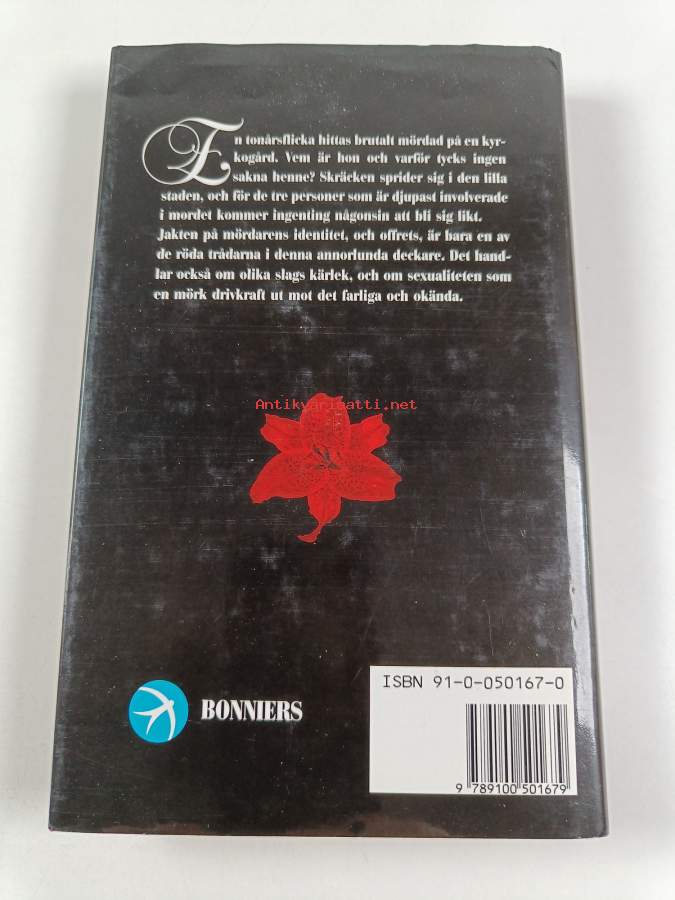 En tonårsflicka hittas brutalt mördad på en kyr-
kogård. Vem är hon och varför tycks ingen
sakna henne? Skräcken sprider sig i den lilla
staden, och för de tre personer som är djupast involverade
i mordet kommer ingenting någonsin att bli sig likt.
Jakten på mördarens identitet, och offrets, är bara en av
de röda trådarna i denna annorlunda deckare. Det hand-
lar också om olika slags kärlek, och om sexualiteten som
en mörk drivkraft ut mot det farliga och okända.
Antikvariaatti.net
ISBN 91-0-050167-0
BONNIERS
9 789100 501679